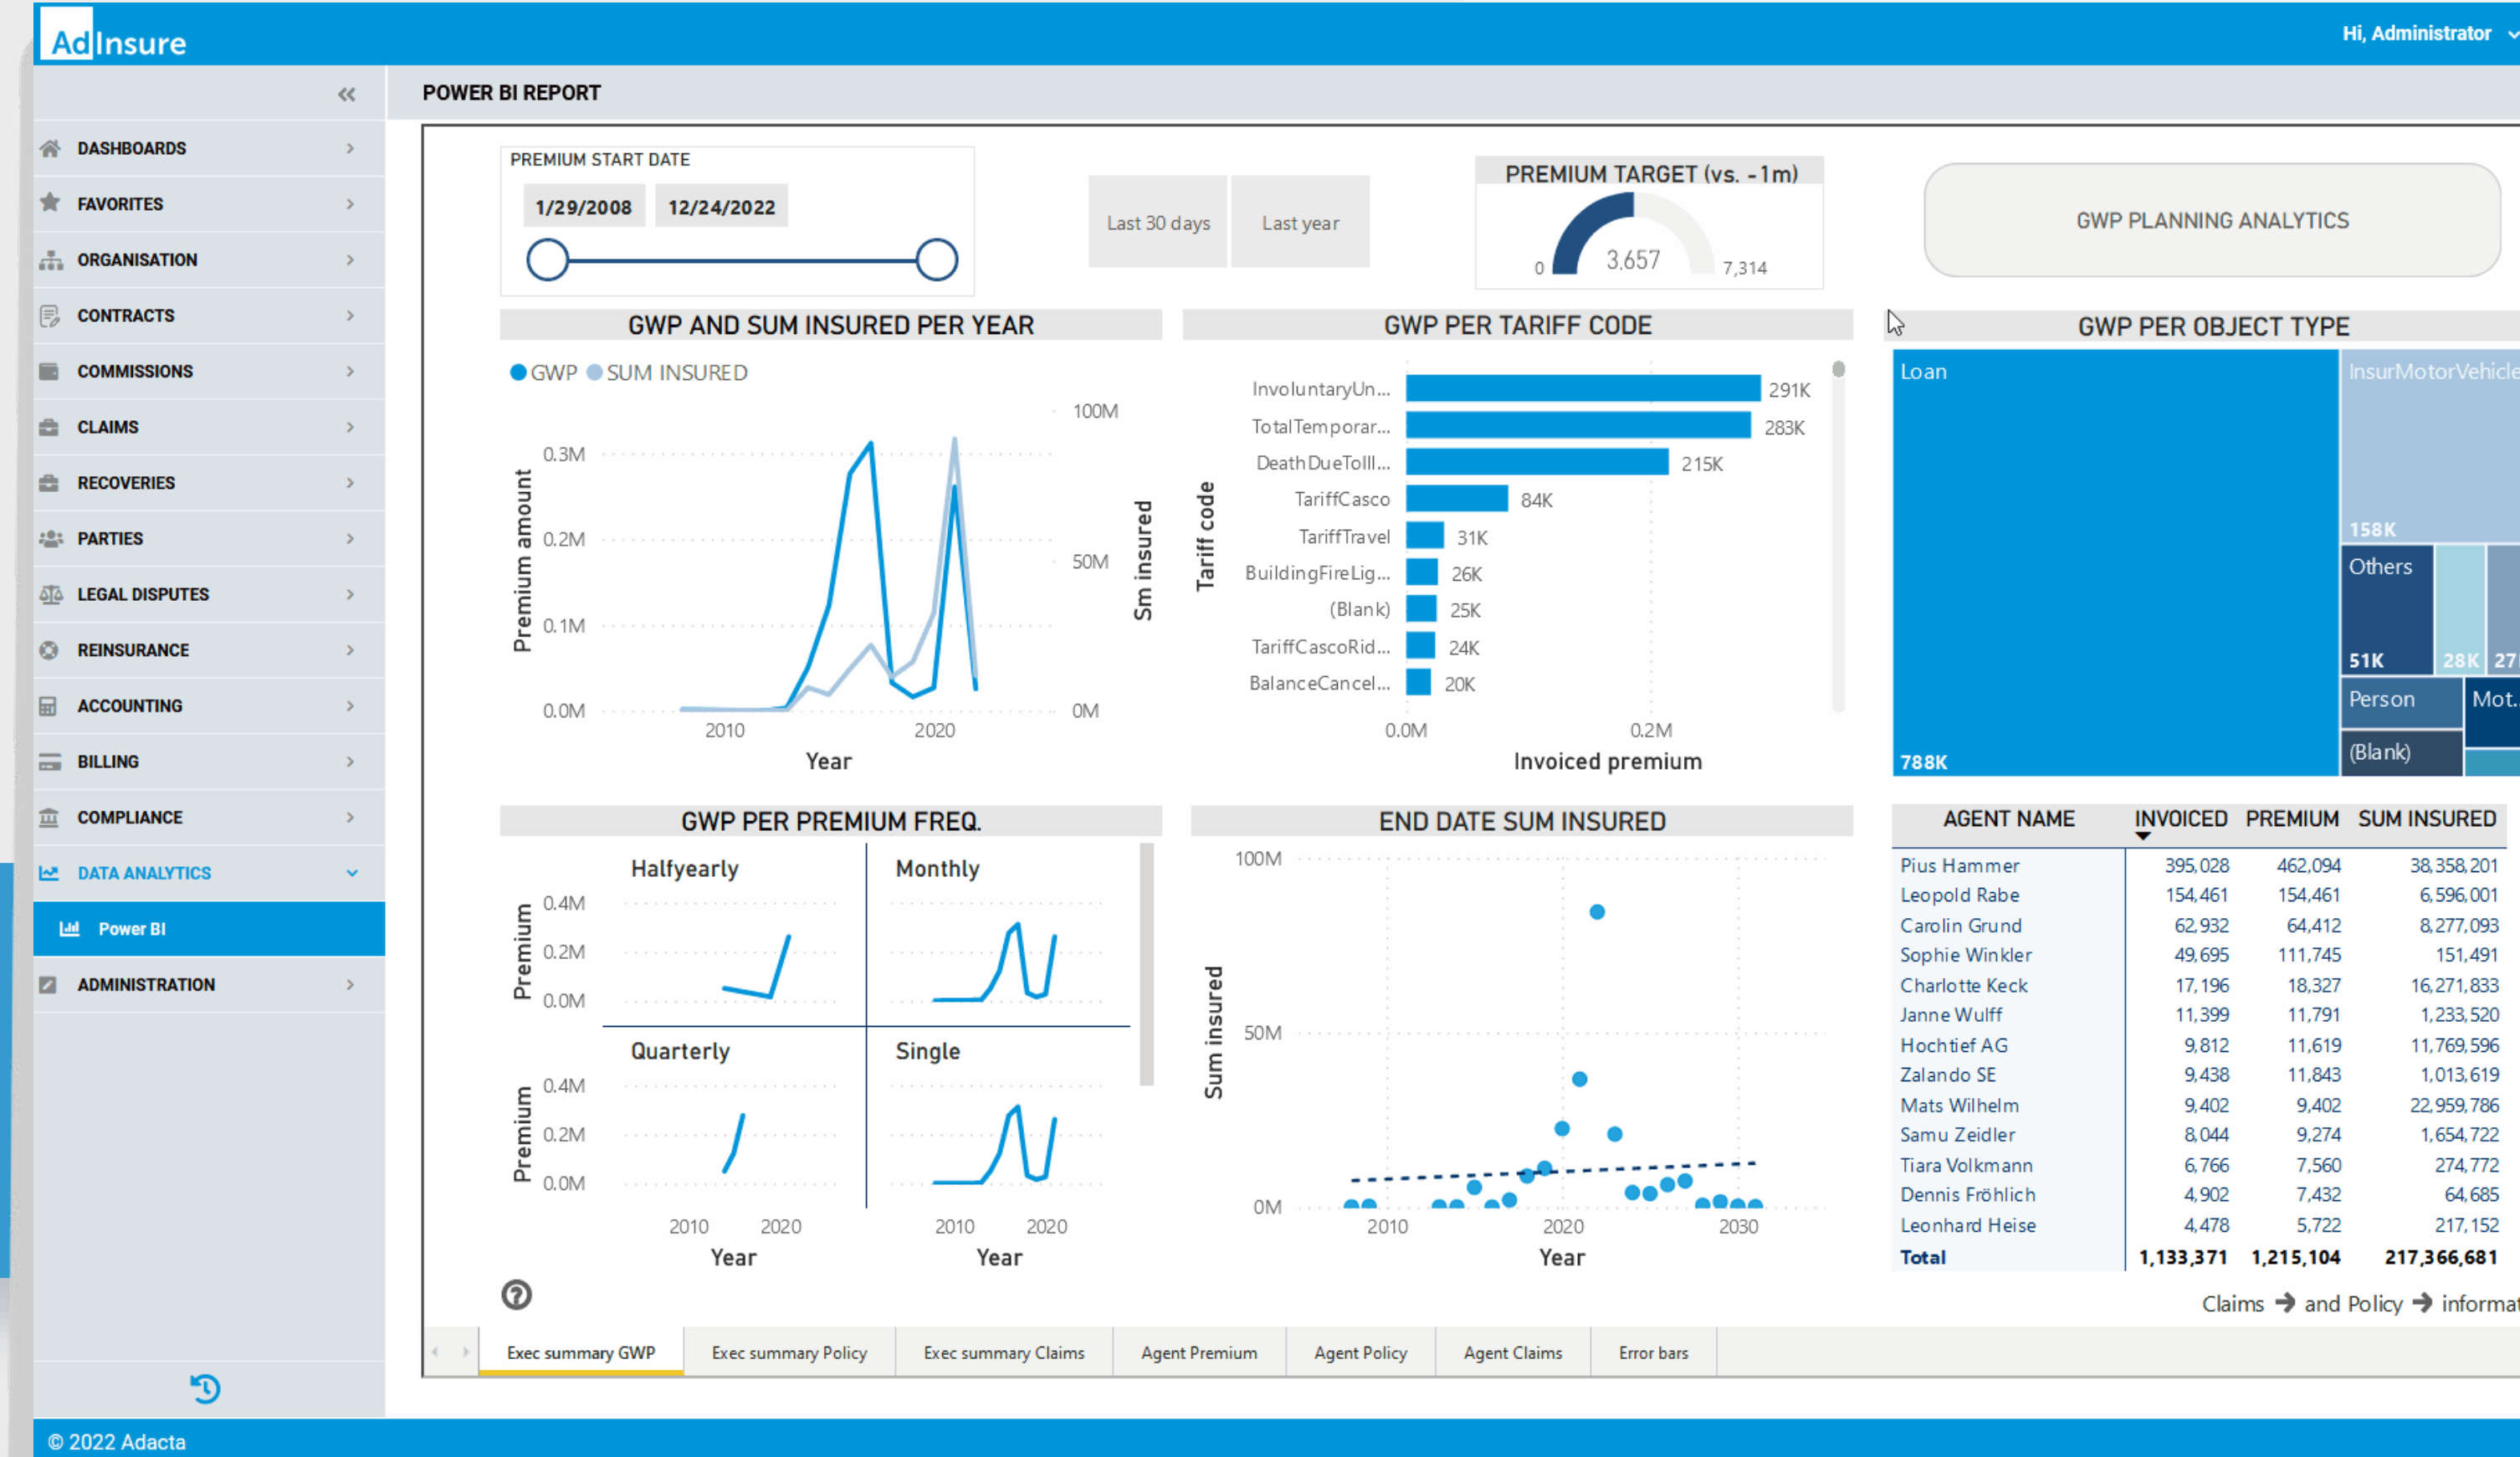 AdInsure
Hi, Administrator
POWER BI REPORT
DASHBOARDS
FAVORITES
ORGANISATION
CONTRACTS
COMMISSIONS
CLAIMS
RECOVERIES
PARTIES
LEGAL DISPUTES
REINSURANCE
ACCOUNTING
BILLING
COMPLIANCE
DATA ANALYTICS
Power BI
ADMINISTRATION
PREMIUM START DATE
1/29/2008 12/24/2022
Last 30 days Last year
PREMIUM TARGET (vs. -1m)
3,657
0 7,314
GWP PLANNING ANALYTICS
GWP AND SUM INSURED PER YEAR
GWP SUM INSURED
Premium amount
0.3M
0.2M
0.1M
0.0M
100M
50M
0M
Sm insured
2010 2020
Year
GWP PER TARIFF CODE
Tariff code
InvoluntaryUn... 291K
TotalTemporar... 283K
DeathDueToIll... 215K
TariffCasco 84K
TariffTravel 31K
BuildingFireLig... 26K
(Blank) 25K
TariffCascoRid... 24K
BalanceCancel... 20K
0.0M 0.2M
Invoiced premium
GWP PER OBJECT TYPE
Loan
788K
InsurMotorVehicle
158K
Others
51K 28K 27
Person Mot..
(Blank)
GWP PER PREMIUM FREQ.
Halfyearly Monthly
Premium
0.4M
0.2M
0.0M
Quarterly Single
Premium
0.4M
0.2M
0.0M
2010 2020 2010 2020
Year Year
END DATE SUM INSURED
Sum insured
100M
50M
0M
2010 2020 2030
Year
AGENT NAME INVOICED PREMIUM SUM INSURED
Pius Hammer 395,028 462,094 38,358,201
Leopold Rabe 154,461 154,461 6,596,001
Carolin Grund 62,932 64,412 8,277,093
Sophie Winkler 49,695 111,745 151,491
Charlotte Keck 17,196 18,327 16,271,833
Janne Wulff 11,399 11,791 1,233,520
Hochtief AG 9,812 11,619 11,769,596
Zalando SE 9,438 11,843 1,013,619
Mats Wilhelm 9,402 9,402 22,959,786
Samu Zeidler 8,044 9,274 1,654,722
Tiara Volkmann 6,766 7,560 274,772
Dennis Fröhlich 4,902 7,432 64,685
Leonhard Heise 4,478 5,722 217,152
Total 1,133,371 1,215,104 217,366,681
Claims → and Policy → informat
Exec summary GWP Exec summary Policy Exec summary Claims Agent Premium Agent Policy Agent Claims Error bars
© 2022 Adacta